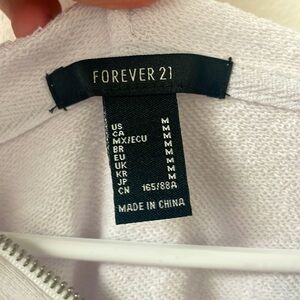 FOREVER 21
US M
CA M
MX/ECU M
BR M
EU M
UK M
KR M
JP M
CN 165/88A
MADE IN CHINA